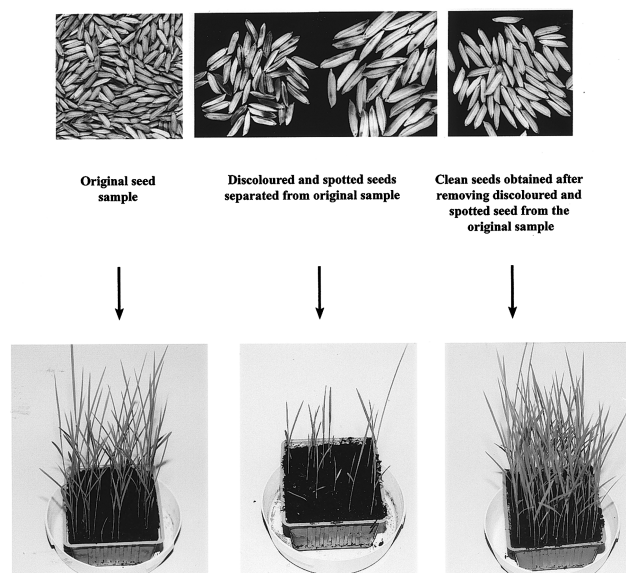 Original seed
sample
Discoloured and spotted seeds
separated from original sample
Clean seeds obtained after
removing discoloured and
spotted seed from the
original sample